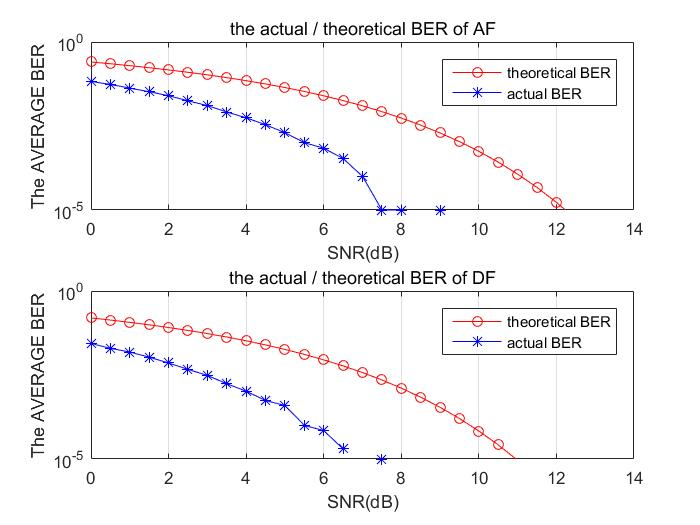 the actual / theoretical BER of AF
10^0
theoretical BER
actual BER
The AVERAGE BER
10^-5
0 2 4 6 8 10 12 14
SNR(dB)
the actual / theoretical BER of DF
10^0
theoretical BER
actual BER
The AVERAGE BER
10^-5
0 2 4 6 8 10 12 14
SNR(dB)